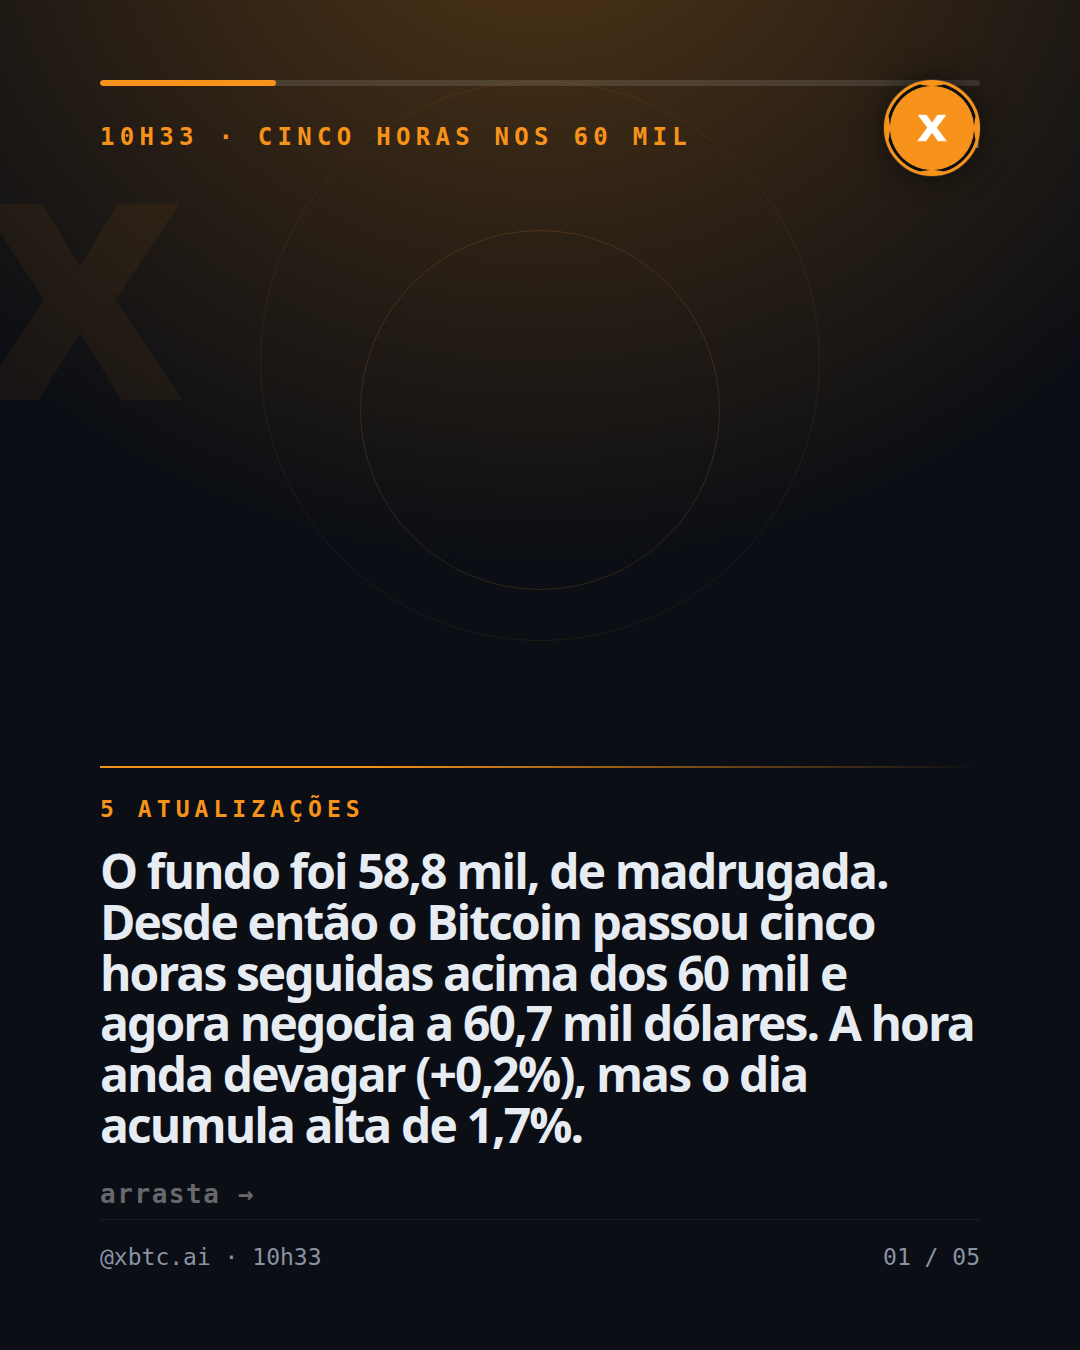 10H33 · CINCO HORAS NOS 60 MIL
X
X
5 ATUALIZAÇÕES
O fundo foi 58,8 mil, de madrugada.
Desde então o Bitcoin passou cinco
horas seguidas acima dos 60 mil e
agora negocia a 60,7 mil dólares. A hora
anda devagar (+0,2%), mas o dia
acumula alta de 1,7%.
arrasta →
@xbtc.ai · 10h33
01 / 05